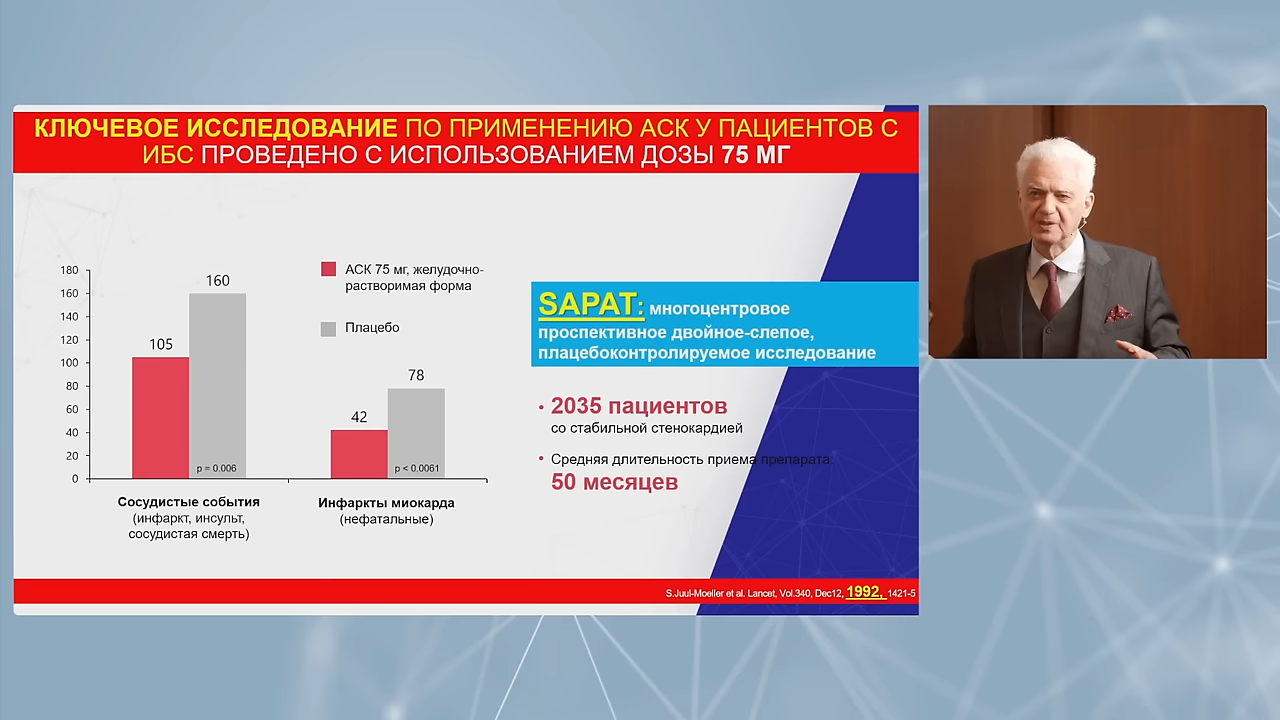 КЛЮЧЕВОЕ ИССЛЕДОВАНИЕ ПО ПРИМЕНЕНИЮ АСК У ПАЦИЕНТОВ С
ИБС ПРОВЕДЕНО С ИСПОЛЬЗОВАНИЕМ ДОЗЫ 75 МГ
180
160
140
120
100
80
60
40
20
0
105
160
p = 0.006
42
78
p < 0.0061
Сосудистые события
(инфаркт, инсульт,
сосудистая смерть)
Инфаркты миокарда
(нефатальные)
АСК 75 мг, желудочно-
растворимая форма
Плацебо
SAPAT: многоцентровое
проспективное двойное-слепое,
плацебоконтролируемое исследование
• 2035 пациентов
со стабильной стенокардией
• Средняя длительность приема препарата:
50 месяцев
S.Juul-Moeller et al. Lancet, Vol.340, Dec12, 1992, 1421-5